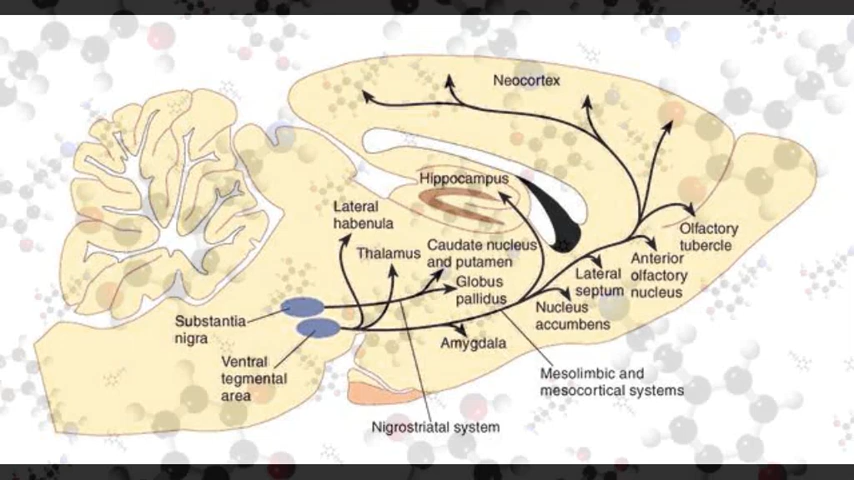 Neocortex
Hippocampus
Lateral
habenula
Thalamus
Caudate nucleus
and putamen
Globus
pallidus
Olfactory
tubercle
Anterior
olfactory
nucleus
Lateral
septum
Nucleus
accumbens
Substantia
nigra
Amygdala
Ventral
tegmental
area
Mesolimbic and
mesocortical systems
Nigrostriatal system